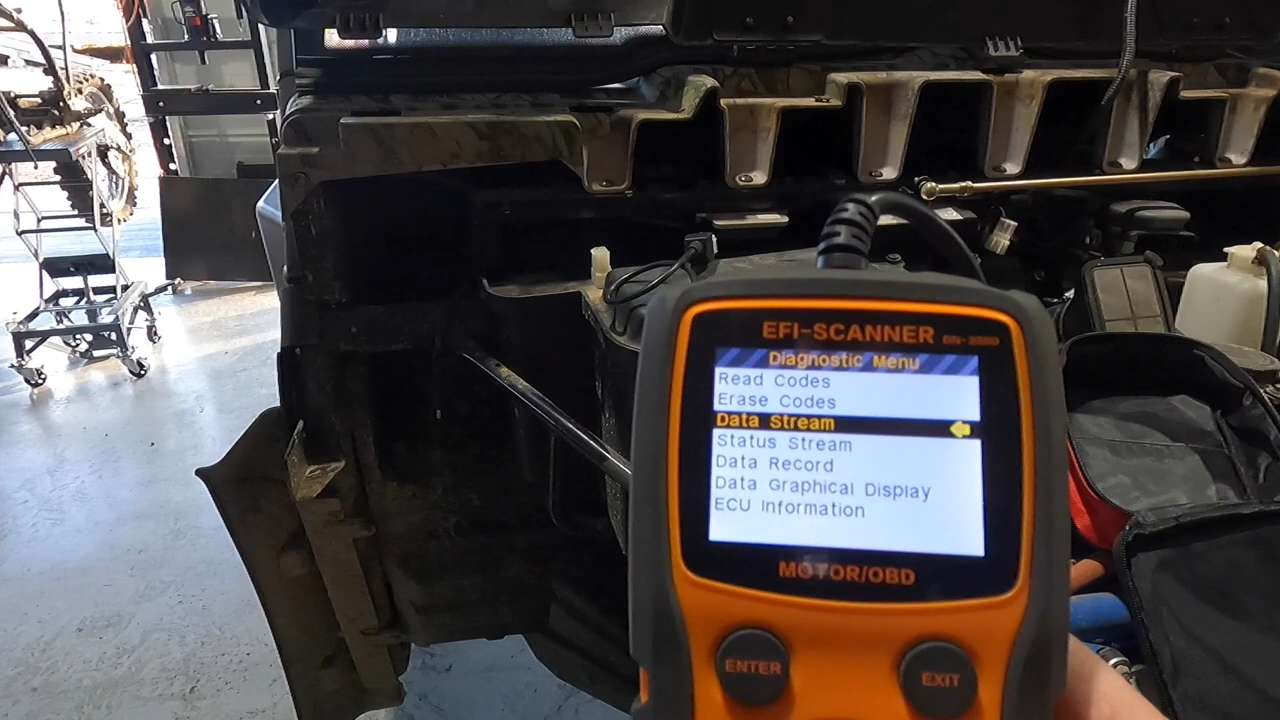 EFI-SCANNER
Diagnostic Menu
Read Codes
Erase Codes
Data Stream
Status Stream
Data Record
Data Graphical Display
ECU Information
MOTOR/OBD
ENTER
EXIT